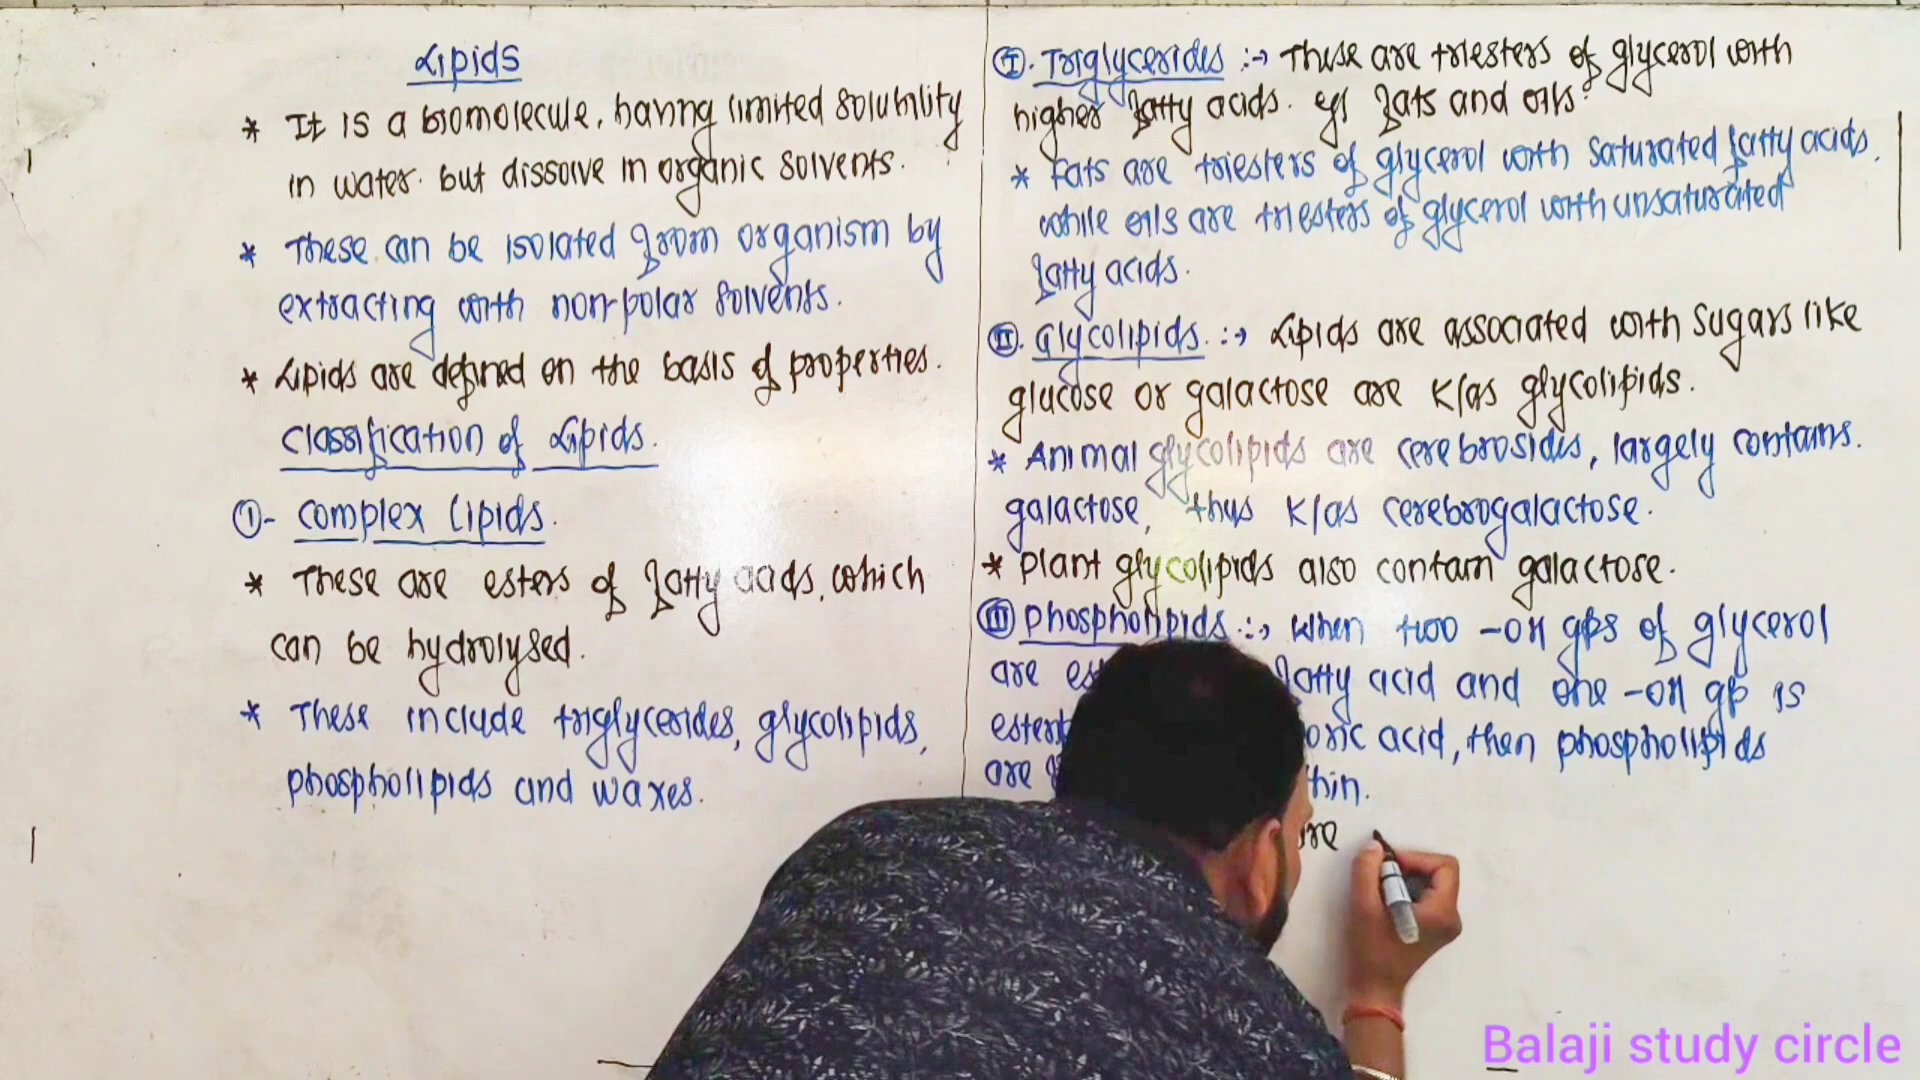 Lipids
* It is a biomolecule, having limited solubility
in water. but dissolve in organic solvents.
* These can be isolated from organism by
extracting with non-polar solvents.
* Lipids are defined on the basis of properties.
Classification of Lipids.
①- Complex Lipids.
* These are esters of fatty acids, which
can be hydrolysed.
* These include triglycerides, glycolipids,
phospholipids and waxes.
Ⓘ. Triglycerides :→ These are triesters of glycerol with
higher fatty acids. eg fats and oils.
* Fats are triesters of glycerol with saturated fatty acids.
while oils are triesters of glycerol with unsaturated
fatty acids.
Ⅱ. Glycolipids. :→ Lipids are associated with sugars like
glucose or galactose are K/as glycolipids.
* Animal glycolipids are cerebrosides, largely contains.
galactose, thus K/as cerebrogalactose.
* Plant glycolipids also contain galactose.
Ⅲ Phospholipids :→ When two -OH gps of glycerol
are fatty acid and one -OH gp is
acid, then phospholipids
are
Balaji study circle